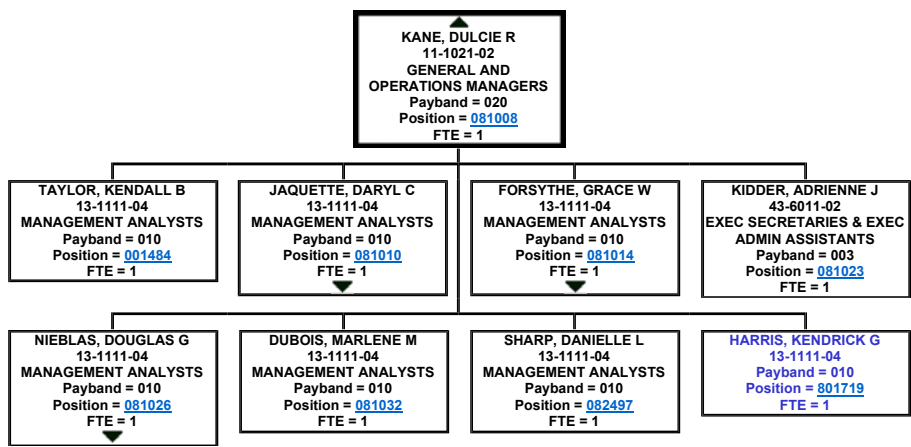 KANE, DULCIE R
11-1021-02
GENERAL AND
OPERATIONS MANAGERS
Payband = 020
Position = 081008
FTE = 1
TAYLOR, KENDALL B
13-1111-04
MANAGEMENT ANALYSTS
Payband = 010
Position = 001484
FTE = 1
JAQUETTE, DARYL C
13-1111-04
MANAGEMENT ANALYSTS
Payband = 010
Position = 081010
FTE = 1
FORSYTHE, GRACE W
13-1111-04
MANAGEMENT ANALYSTS
Payband = 010
Position = 081014
FTE = 1
KIDDER, ADRIENNE J
43-6011-02
EXEC SECRETARIES & EXEC
ADMIN ASSISTANTS
Payband = 003
Position = 081023
FTE = 1
NIEBLAS, DOUGLAS G
13-1111-04
MANAGEMENT ANALYSTS
Payband = 010
Position = 081026
FTE = 1
DUBOIS, MARLENE M
13-1111-04
MANAGEMENT ANALYSTS
Payband = 010
Position = 081032
FTE = 1
SHARP, DANIELLE L
13-1111-04
MANAGEMENT ANALYSTS
Payband = 010
Position = 082497
FTE = 1
HARRIS, KENDRICK G
13-1111-04
Payband = 010
Position = 801719
FTE = 1